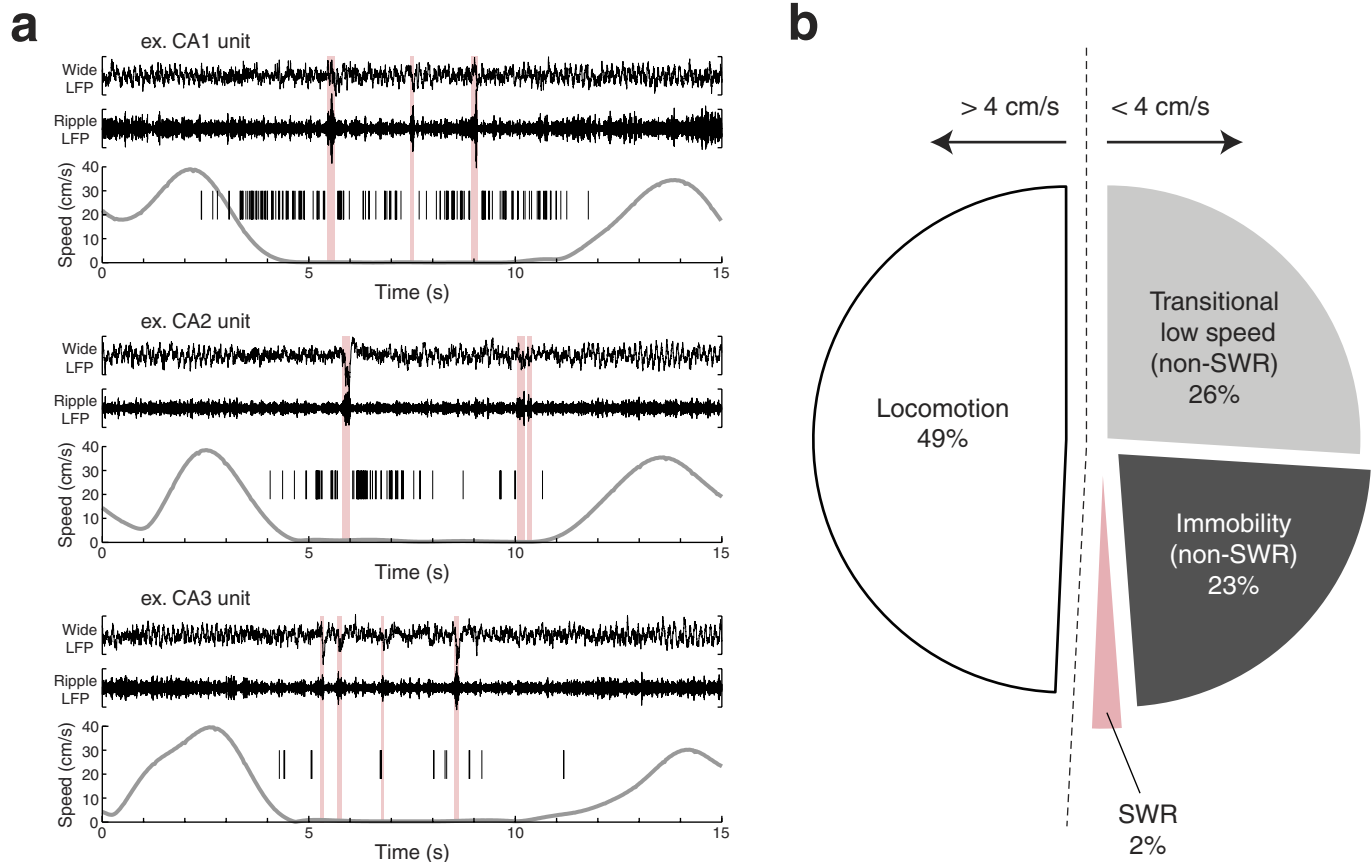 a
ex. CA1 unit
Wide
LFP
Ripple
LFP
Speed (cm/s)
40
30
20
10
0
0 5 10 15
Time (s)
ex. CA2 unit
Wide
LFP
Ripple
LFP
Speed (cm/s)
40
30
20
10
0
0 5 10 15
Time (s)
ex. CA3 unit
Wide
LFP
Ripple
LFP
Speed (cm/s)
40
30
20
10
0
0 5 10 15
Time (s)
b
> 4 cm/s < 4 cm/s
Locomotion
49%
Transitional
low speed
(non-SWR)
26%
Immobility
(non-SWR)
23%
SWR
2%